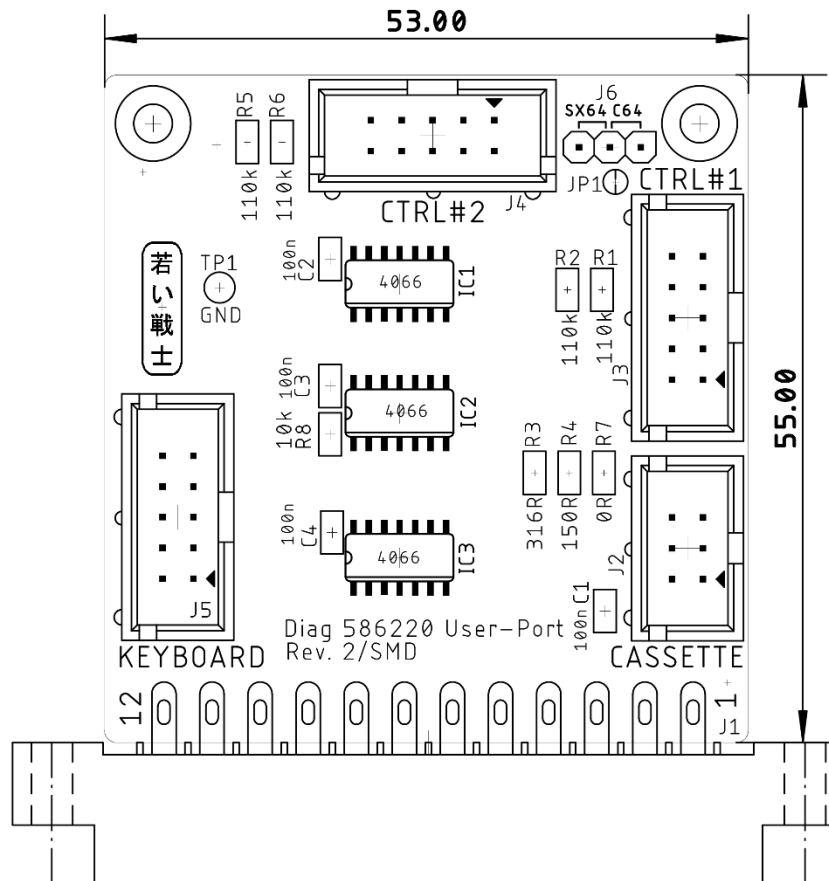 53.00
R5
R6
110k
110k
J4
CTRL#2
J6
SX64
C64
JP1
CTRL#1
若い戦士
TP1
GND
100n
C2
4066
IC1
R2
R1
110k
110k
J3
55.00
100n
C3
10k
R8
4066
IC2
R3
R4
R7
316R
150R
0R
100n
C4
4066
IC3
J2
C1
100n
J5
KEYBOARD
Diag 586220 User-Port
Rev. 2/SMD
CASSETTE
12
1
J1